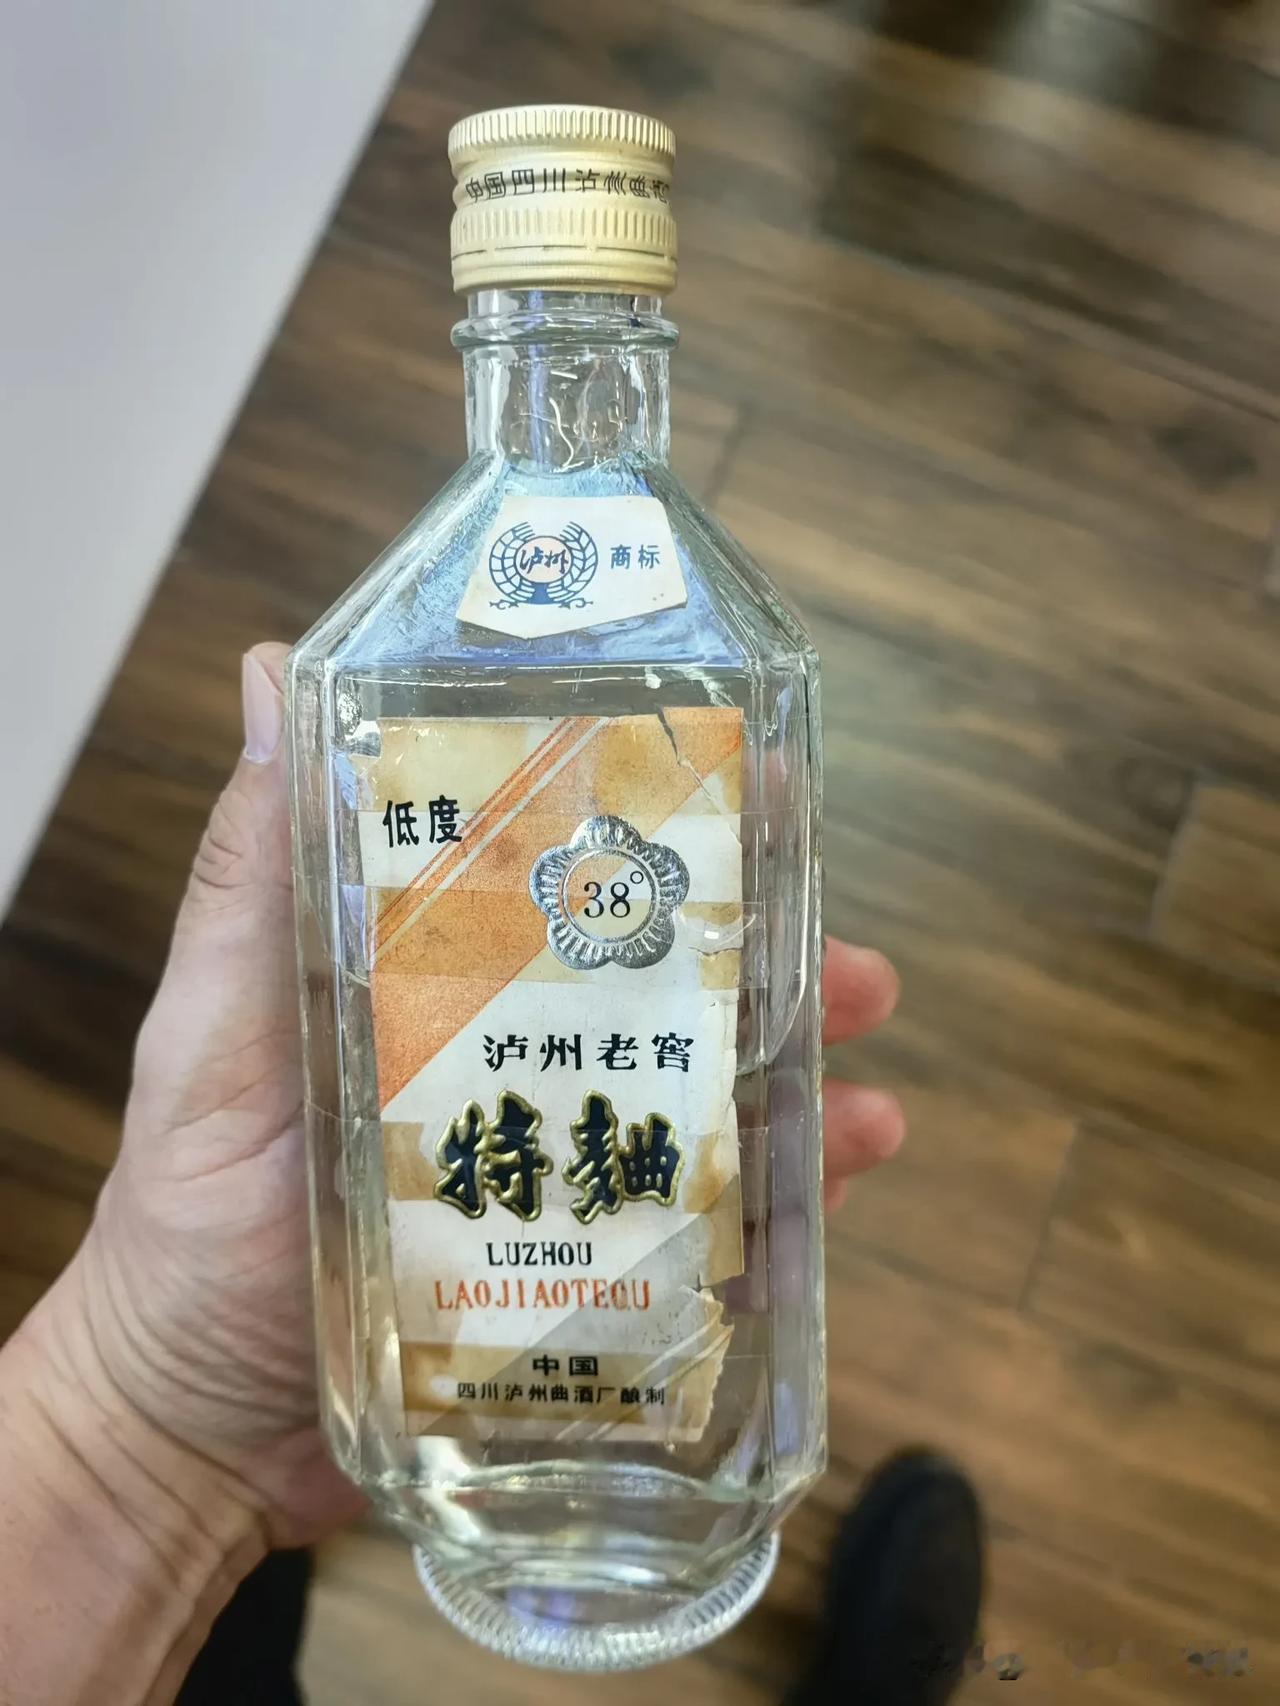 中国四川泸州曲酒
泸州 商标
低度
38°
泸州老窖
特麯
LUZHOU
LAOJIAOTEQU
中国
四川泸州曲酒厂酿制